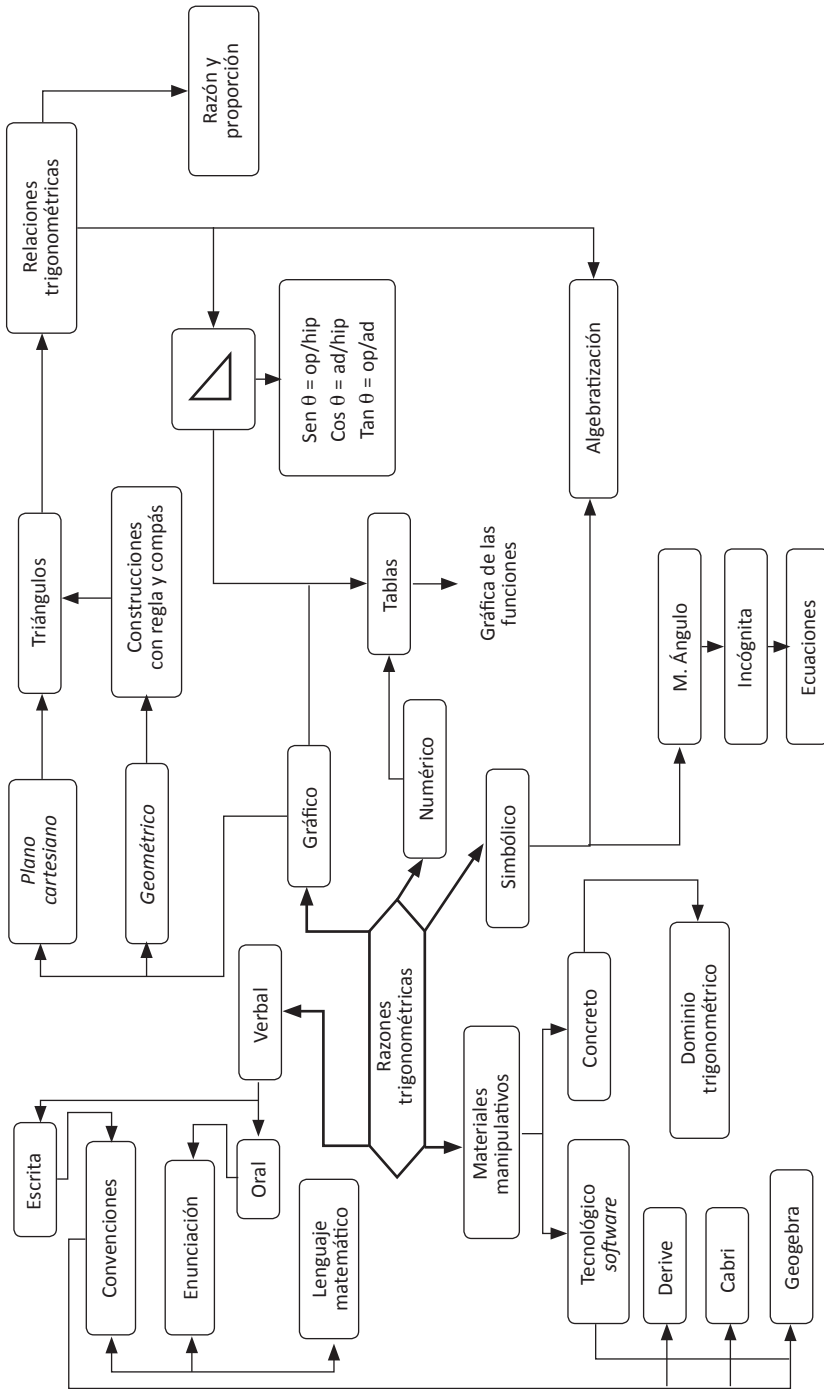 Escrita
Convenciones
Enunciación
Oral
Lenguaje
matemático
Verbal
Plano
cartesiano
Geométrico
Gráfico
Triángulos
Construcciones
con regla y compás
Relaciones
trigonométricas
Razón y
proporción
Sen θ = op/hip
Cos θ = ad/hip
Tan θ = op/ad
Razones
trigonométricas
Numérico
Tablas
Gráfica de las
funciones
Simbólico
Algebratización
M. Ángulo
Incógnita
Ecuaciones
Materiales
manipulativos
Concreto
Dominio
trigonométrico
Tecnológico
software
Derive
Cabri
Geogebra